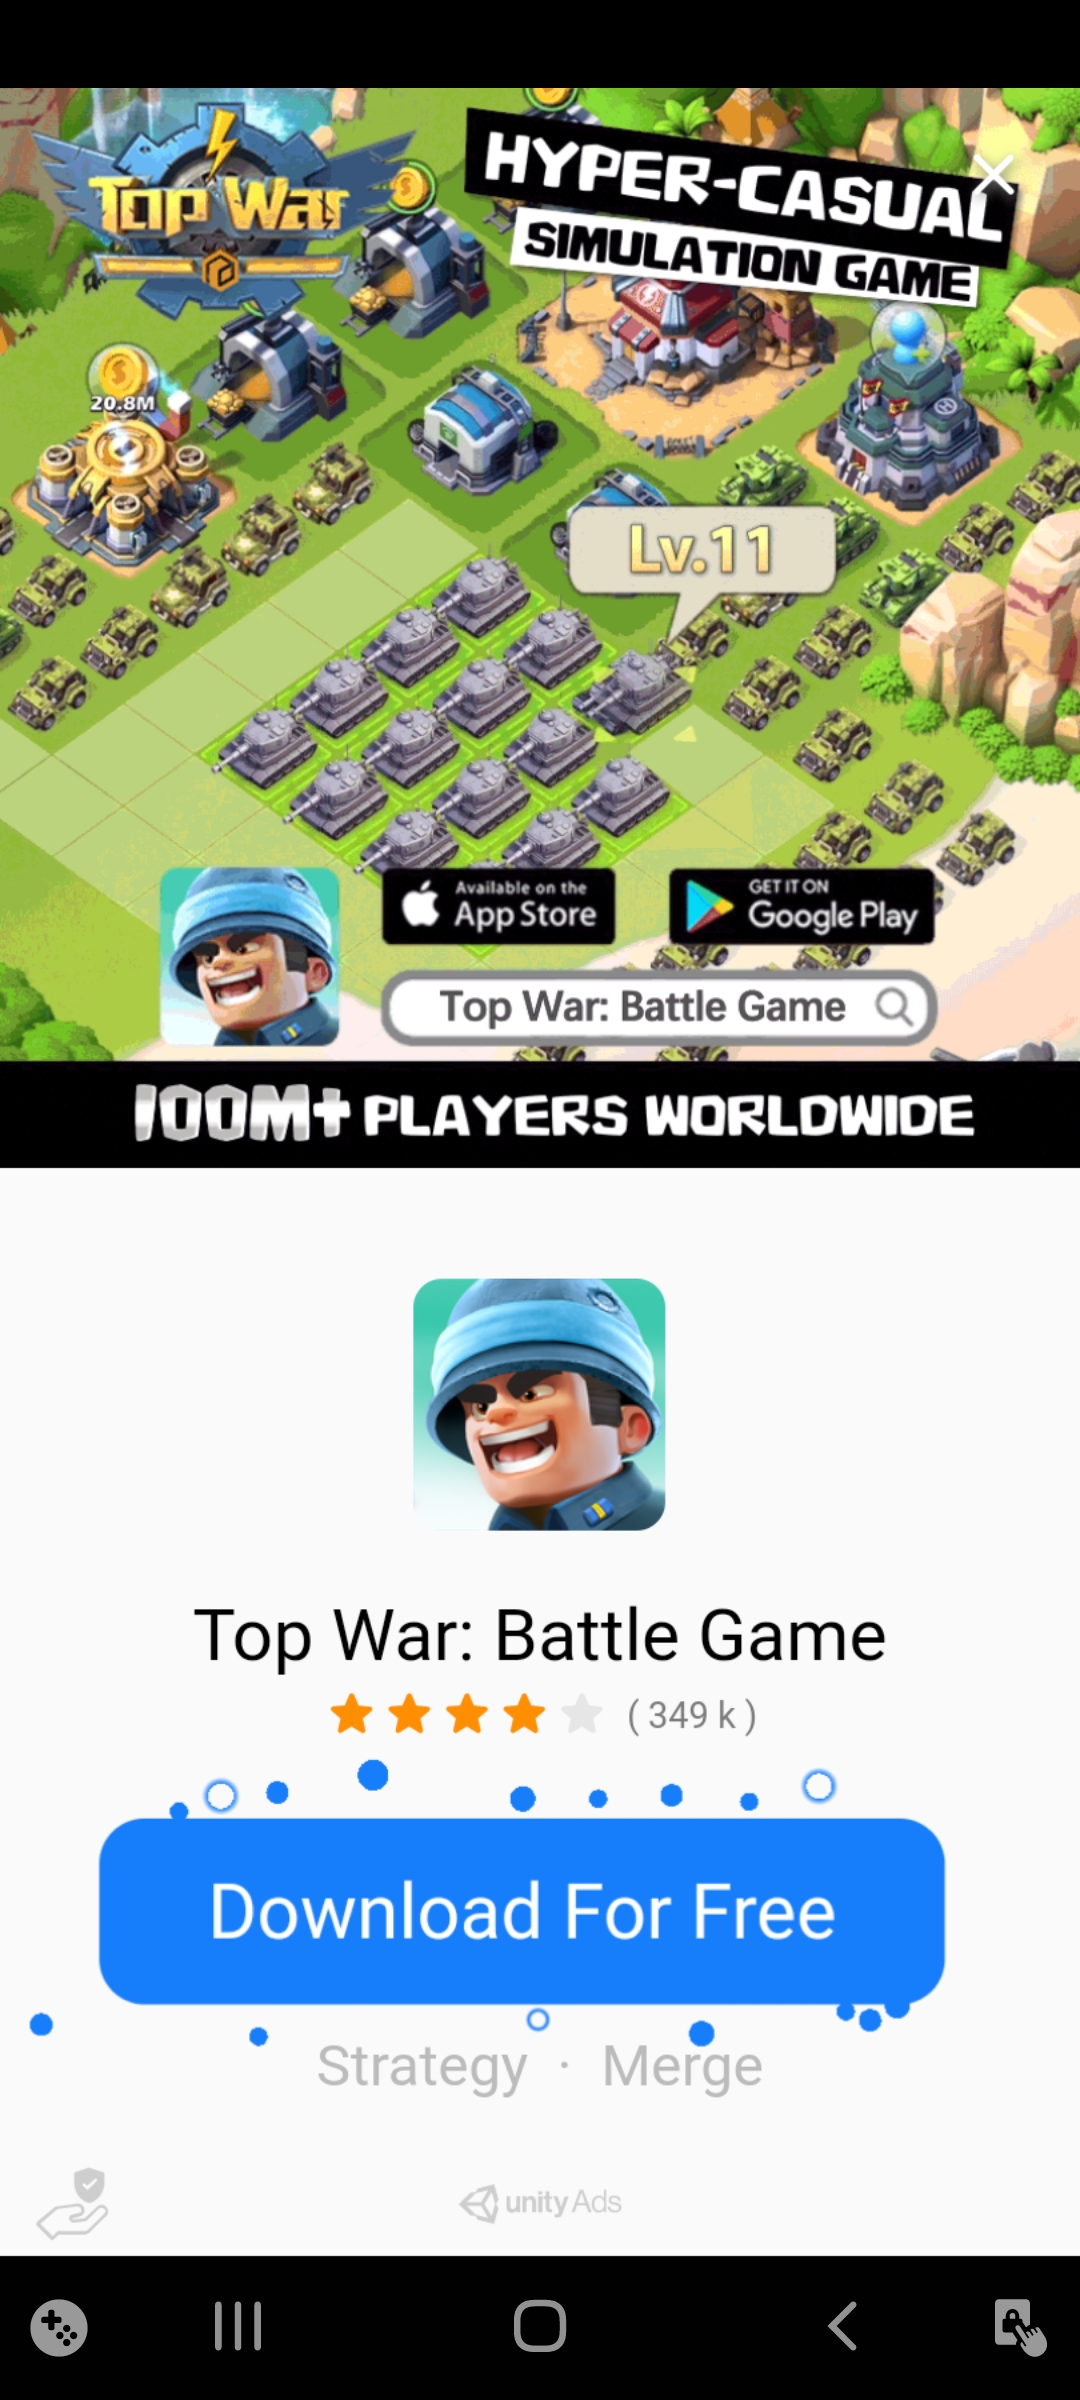 Top War
HYPER-CASUAL
SIMULATION GAME
20.8M
Lv.11
Available on the
App Store
GET IT ON
Google Play
Top War: Battle Game
100M+ PLAYERS WORLDWIDE
Top War: Battle Game
( 349 k )
Download For Free
Strategy · Merge
unity Ads